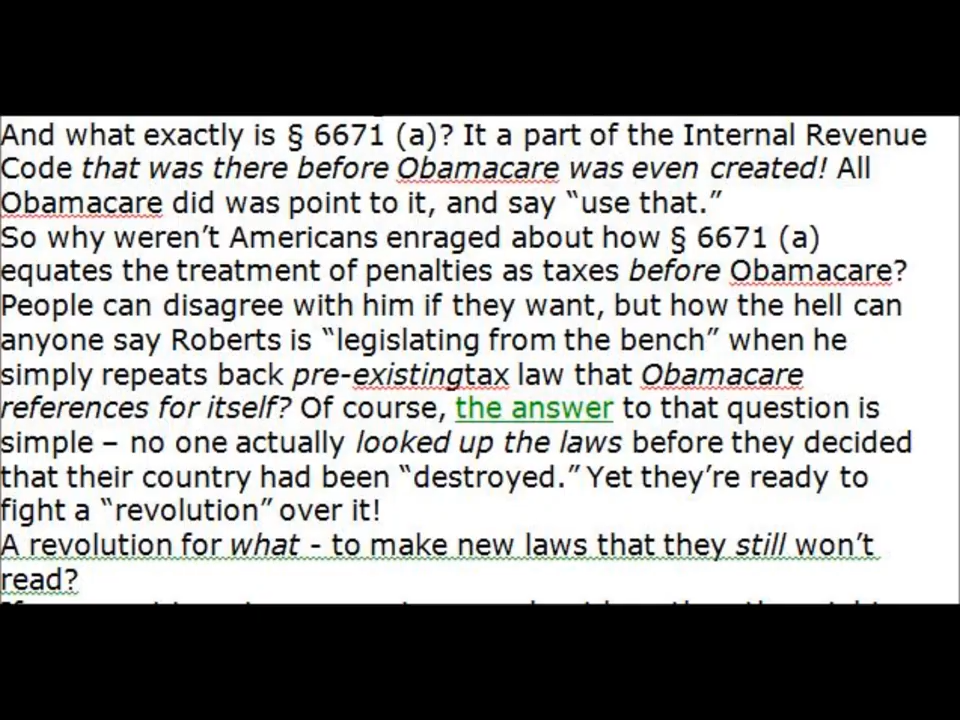 And what exactly is § 6671 (a)? It a part of the Internal Revenue
Code that was there before Obamacare was even created! All
Obamacare did was point to it, and say “use that.”
So why weren’t Americans enraged about how § 6671 (a)
equates the treatment of penalties as taxes before Obamacare?
People can disagree with him if they want, but how the hell can
anyone say Roberts is “legislating from the bench” when he
simply repeats back pre-existingtax law that Obamacare
references for itself? Of course, the answer to that question is
simple – no one actually looked up the laws before they decided
that their country had been “destroyed.” Yet they’re ready to
fight a “revolution” over it!
A revolution for what - to make new laws that they still won’t
read?